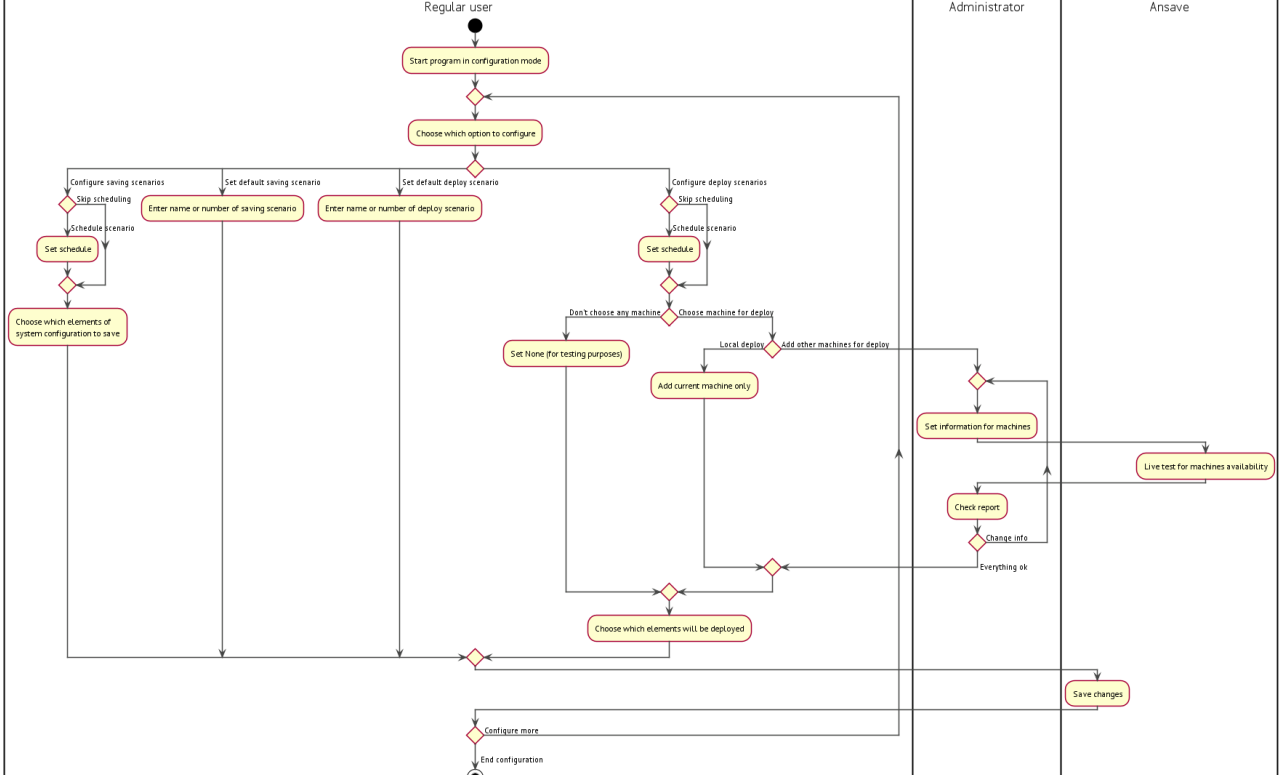 Regular user
Administrator
Ansave
Start program in configuration mode
Choose which option to configure
Configure saving scenarios
Set default saving scenario
Set default deploy scenario
Configure deploy scenarios
Skip scheduling
Enter name or number of saving scenario
Enter name or number of deploy scenario
Skip scheduling
Schedule scenario
Schedule scenario
Set schedule
Set schedule
Choose which elements of
system configuration to save
Don't choose any machine
Choose machine for deploy
Set None (for testing purposes)
Local deploy
Add other machines for deploy
Add current machine only
Set information for machines
Live test for machines availability
Check report
Change info
Everything ok
Choose which elements will be deployed
Save changes
Configure more
End configuration